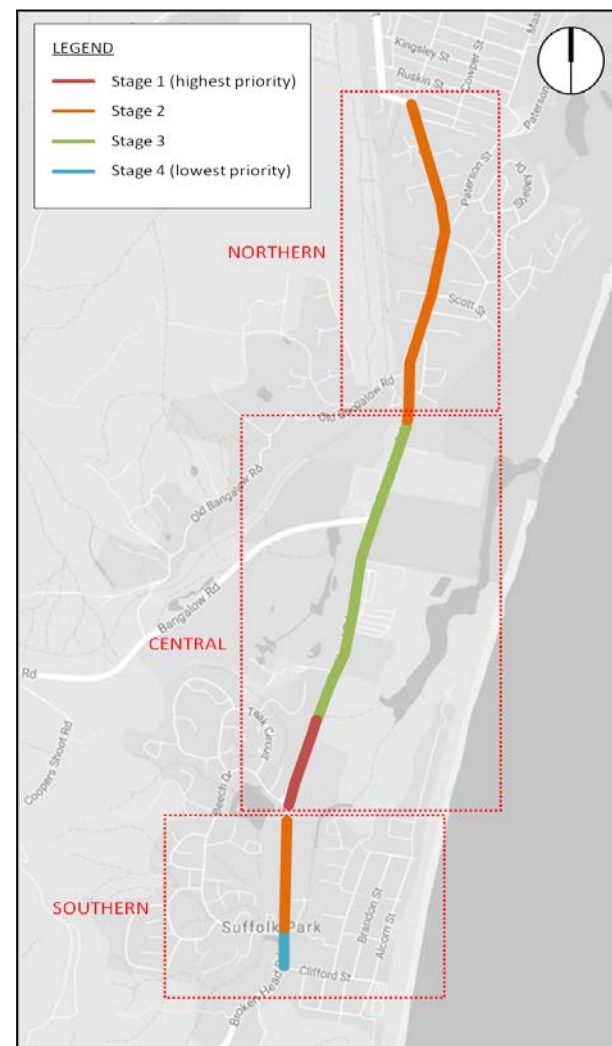 LEGEND
Stage 1 (highest priority)
Stage 2
Stage 3
Stage 4 (lowest priority)
Kingsley St
Ruskin St
Cowper St
Paterson St
Paterson St
Shelley Dr
NORTHERN
Scott St
Old Bangalow Rd
Old Bangalow Rd
Bangalow Rd
CENTRAL
Rd
Coopers Shoot Rd
Teak Circuit
Beech
SOUTHERN
Suffolk Park
Brandon St
Alcorn St
Clifford St
Broken Head